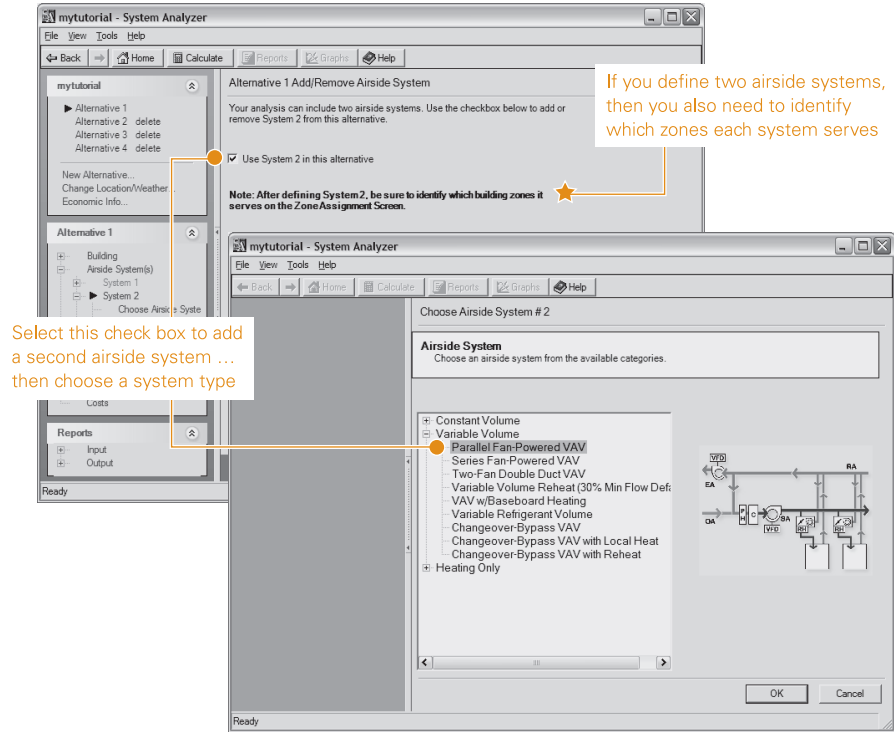 mytutorial - System Analyzer
File View Tools Help
Back Home Calculate Reports Graphs Help
mytutorial
Alternative 1
Alternative 2 delete
Alternative 3 delete
Alternative 4 delete
New Alternative...
Change Location/Weather...
Economic Info...
Alternative 1 Add/Remove Airside System
Your analysis can include two airside systems. Use the checkbox below to add or
remove System 2 from this alternative.
Use System 2 in this alternative
Note: After defining System 2, be sure to identify which building zones it
serves on the Zone Assignment Screen.
If you define two airside systems,
then you also need to identify
which zones each system serves
Alternative 1
Building
Airside System(s)
System 1
System 2
Choose Airside Syste
Select this check box to add
a second airside system …
then choose a system type
Costs
Reports
Input
Output
Ready
mytutorial - System Analyzer
File View Tools Help
Back Home Calculate Reports Graphs Help
Choose Airside System # 2
Airside System
Choose an airside system from the available categories.
Constant Volume
Variable Volume
Parallel Fan-Powered VAV
Series Fan-Powered VAV
Two-Fan Double Duct VAV
Variable Volume Reheat (30% Min Flow Defa
VAV w/Baseboard Heating
Variable Refrigerant Volume
Changeover-Bypass VAV
Changeover-Bypass VAV with Local Heat
Changeover-Bypass VAV with Reheat
Heating Only
VFD
EA
RA
OA
P
H
C
SA
VFD
RH
RH
OK Cancel
Ready